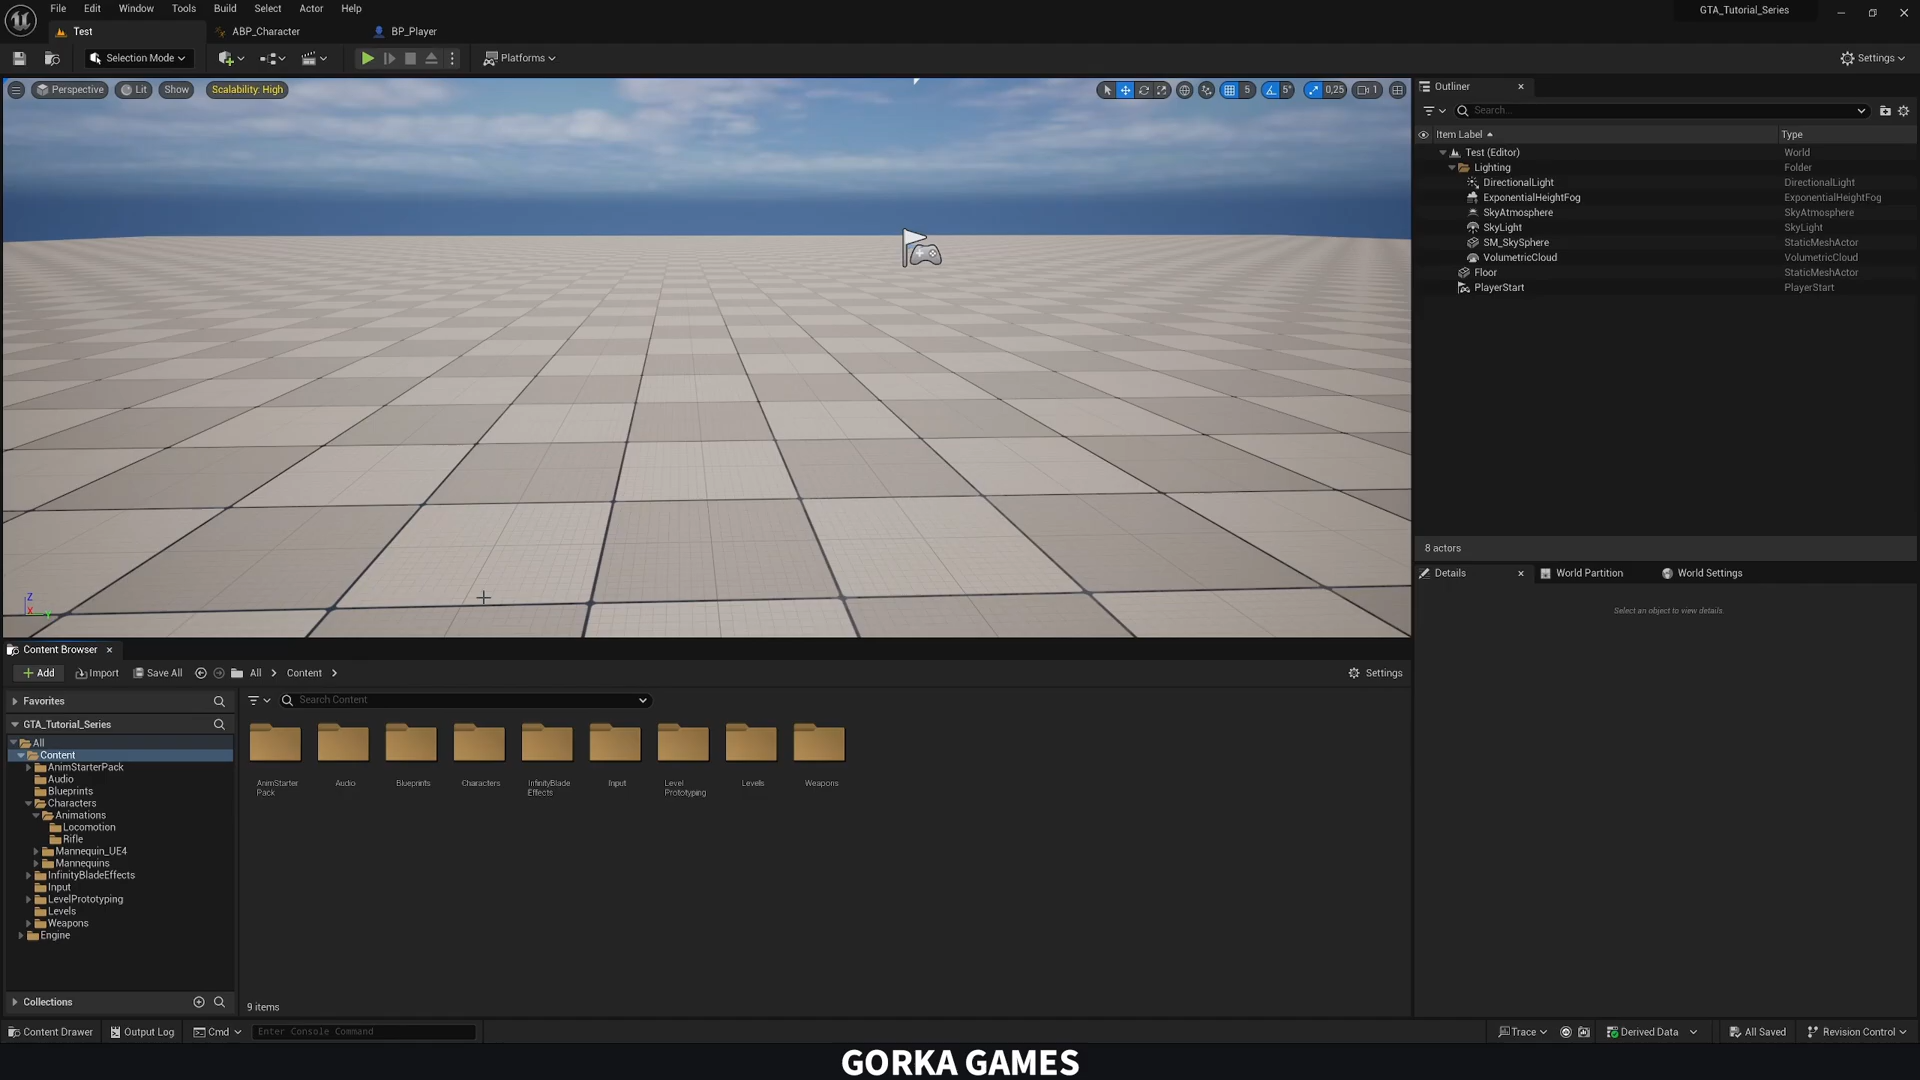 File Edit Window Tools Build Select Actor Help
GTA_Tutorial_Series
Test
ABP_Character
BP_Player
Selection Mode
Platforms
Settings
Perspective
Lit
Show
Scalability: High
5
5°
0,25
1
Outliner
Search...
Item Label
Type
Test (Editor)
World
Lighting
Folder
DirectionalLight
DirectionalLight
ExponentialHeightFog
ExponentialHeightFog
SkyAtmosphere
SkyAtmosphere
SkyLight
SkyLight
SM_SkySphere
StaticMeshActor
VolumetricCloud
VolumetricCloud
Floor
StaticMeshActor
PlayerStart
PlayerStart
8 actors
Details
World Partition
World Settings
Select an object to view details.
Z
X
Y
Content Browser
Add
Import
Save All
All
Content
Settings
Favorites
Search Content
GTA_Tutorial_Series
All
Content
AnimStarterPack
Audio
Blueprints
Characters
Animations
Locomotion
Rifle
Mannequin_UE4
Mannequins
InfinityBladeEffects
Input
LevelPrototyping
Levels
Weapons
Engine
AnimStarter
Pack
Audio
Blueprints
Characters
InfinityBlade
Effects
Input
Level
Prototyping
Levels
Weapons
Collections
9 items
Content Drawer
Output Log
Cmd
Enter Console Command
Trace
Derived Data
All Saved
Revision Control
GORKA GAMES